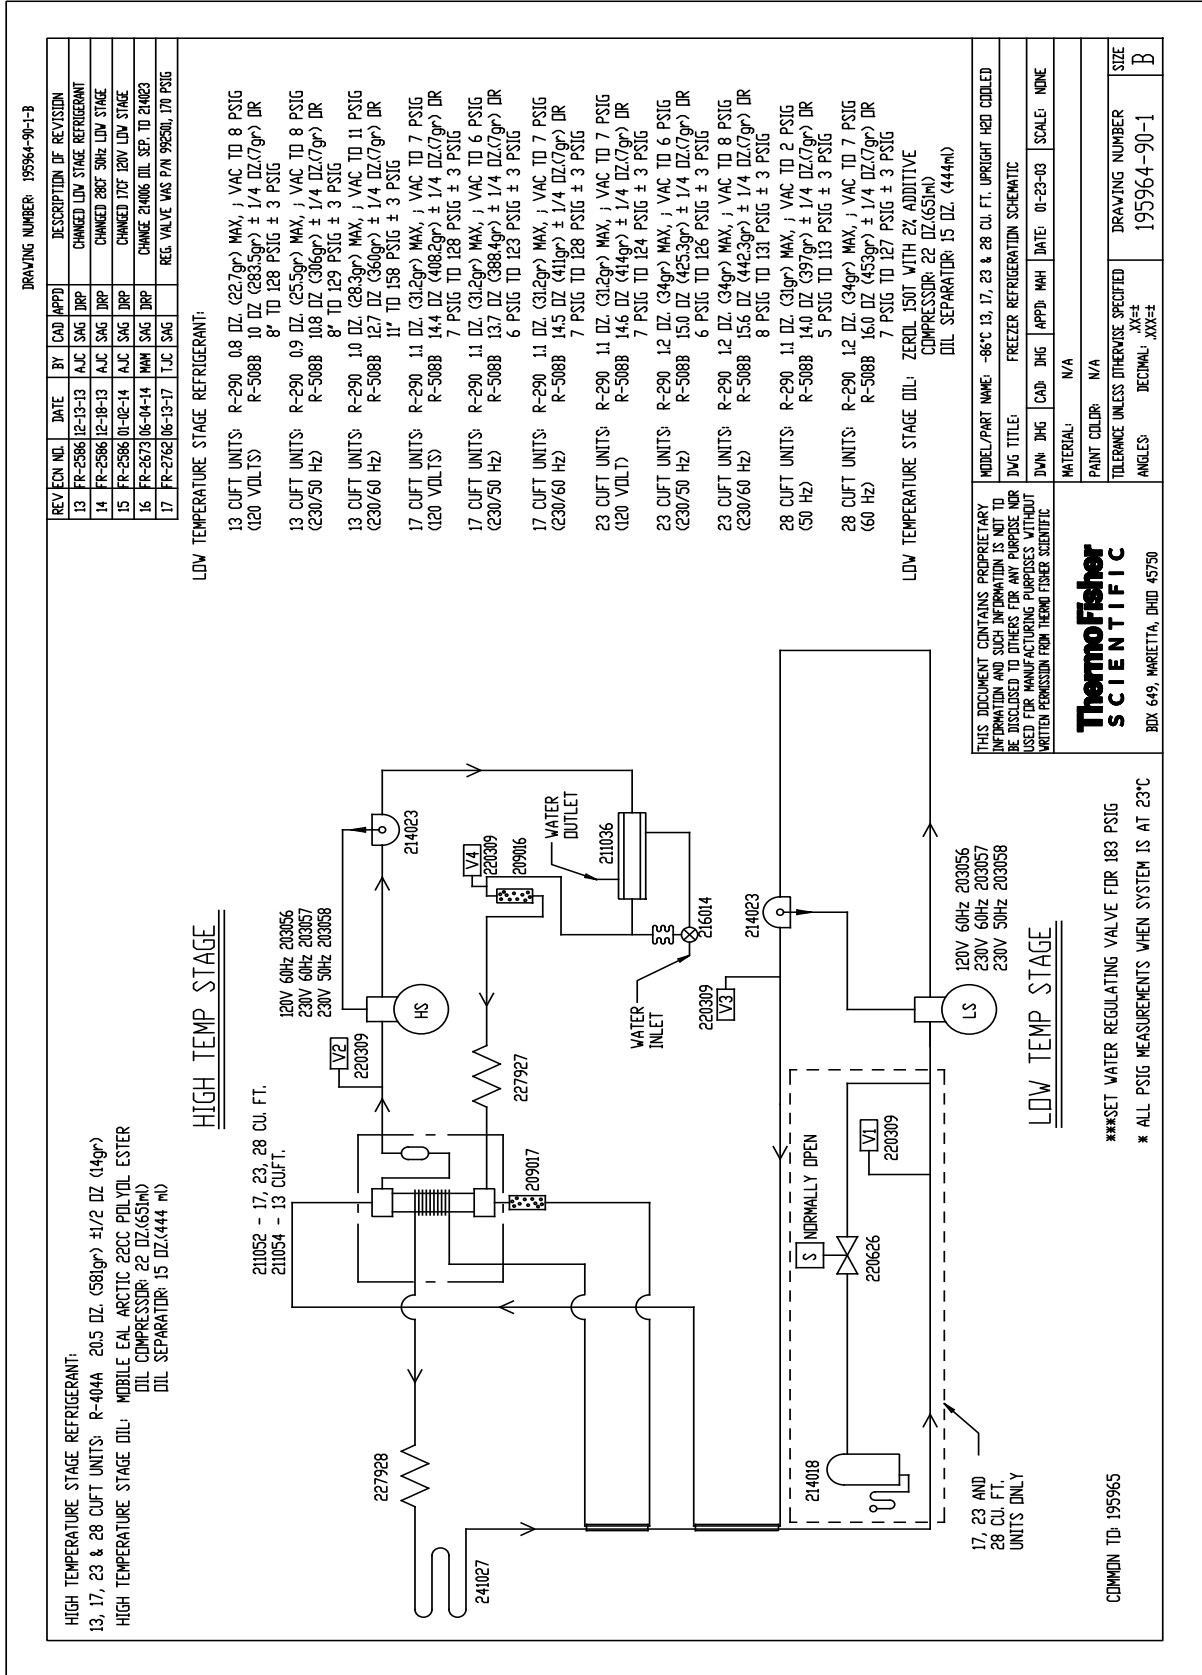 DRAWING NUMBER: 195964-90-1-B
REV ECN NO. DATE BY CAD APPD DESCRIPTION OF REVISION
13 FR-2586 12-13-13 AJC SAG DRP CHANGED LOW STAGE REFRIGERANT
14 FR-2586 12-18-13 AJC SAG DRP CHANGED 28CF 50Hz LOW STAGE
15 FR-2586 01-02-14 AJC SAG DRP CHANGED 17CF 120V LOW STAGE
16 FR-2673 06-04-14 MAM SAG DRP CHANGE 214006 OIL SEP. TO 214023
17 FR-2762 06-13-17 TJC SAG REG. VALVE WAS P/N 992501, 170 PSIG
HIGH TEMPERATURE STAGE REFRIGERANT:
13, 17, 23 & 28 CUFT UNITS: R-404A 20.5 OZ. (581gr) ±1/2 OZ (14gr)
HIGH TEMPERATURE STAGE OIL: MOBILE EAL ARCTIC 22CC POLYOL ESTER
OIL COMPRESSOR: 22 OZ.(651ml)
OIL SEPARATOR: 15 OZ.(444 ml)
HIGH TEMP STAGE
211052 - 17, 23, 28 CU. FT.
211054 - 13 CU.FT.
V2
220309
120V 60Hz 203056
230V 60Hz 203057
230V 50Hz 203058
HS
214023
V4
220309
209016
WATER
OUTLET
211036
227927
209017
WATER
INLET
216014
227928
241027
220309
V3
214023
S
NORMALLY OPEN
220626
V1
220309
214018
LS
120V 60Hz 203056
230V 60Hz 203057
230V 50Hz 203058
LOW TEMP STAGE
17, 23 AND
28 CU. FT.
UNITS ONLY
LOW TEMPERATURE STAGE REFRIGERANT:
13 CUFT UNITS: R-290 0.8 OZ. (22.7gr) MAX, ; VAC TO 8 PSIG
(120 VOLTS) R-508B 10 OZ (283.5gr) ± 1/4 OZ.(7gr) OR
8" TO 128 PSIG ± 3 PSIG
13 CUFT UNITS: R-290 0.9 OZ. (25.5gr) MAX, ; VAC TO 8 PSIG
(230/50 Hz) R-508B 10.8 OZ (306gr) ± 1/4 OZ.(7gr) OR
8" TO 129 PSIG ± 3 PSIG
13 CUFT UNITS: R-290 1.0 OZ. (28.3gr) MAX, ; VAC TO 11 PSIG
(230/60 Hz) R-508B 12.7 OZ (360gr) ± 1/4 OZ.(7gr) OR
11" TO 158 PSIG ± 3 PSIG
17 CUFT UNITS: R-290 1.1 OZ. (31.2gr) MAX, ; VAC TO 7 PSIG
(120 VOLTS) R-508B 14.4 OZ (408.2gr) ± 1/4 OZ.(7gr) OR
7 PSIG TO 128 PSIG ± 3 PSIG
17 CUFT UNITS: R-290 1.1 OZ. (31.2gr) MAX, ; VAC TO 6 PSIG
(230/50 Hz) R-508B 13.7 OZ (388.4gr) ± 1/4 OZ.(7gr) OR
6 PSIG TO 123 PSIG ± 3 PSIG
17 CUFT UNITS: R-290 1.1 OZ. (31.2gr) MAX, ; VAC TO 7 PSIG
(230/60 Hz) R-508B 14.5 OZ (411gr) ± 1/4 OZ.(7gr) OR
7 PSIG TO 128 PSIG ± 3 PSIG
23 CUFT UNITS: R-290 1.1 OZ. (31.2gr) MAX, ; VAC TO 7 PSIG
(120 VOLT) R-508B 14.6 OZ (414gr) ± 1/4 OZ.(7gr) OR
7 PSIG TO 124 PSIG ± 3 PSIG
23 CUFT UNITS: R-290 1.2 OZ. (34gr) MAX, ; VAC TO 6 PSIG
(230/50 Hz) R-508B 15.0 OZ (425.3gr) ± 1/4 OZ.(7gr) OR
6 PSIG TO 126 PSIG ± 3 PSIG
23 CUFT UNITS: R-290 1.2 OZ. (34gr) MAX, ; VAC TO 8 PSIG
(230/60 Hz) R-508B 15.6 OZ (442.3gr) ± 1/4 OZ.(7gr) OR
8 PSIG TO 131 PSIG ± 3 PSIG
28 CUFT UNITS: R-290 1.1 OZ. (31gr) MAX, ; VAC TO 2 PSIG
(50 Hz) R-508B 14.0 OZ (397gr) ± 1/4 OZ.(7gr) OR
5 PSIG TO 113 PSIG ± 3 PSIG
28 CUFT UNITS: R-290 1.2 OZ. (34gr) MAX, ; VAC TO 7 PSIG
(60 Hz) R-508B 16.0 OZ (453gr) ± 1/4 OZ.(7gr) OR
7 PSIG TO 127 PSIG ± 3 PSIG
LOW TEMPERATURE STAGE OIL: ZEROL 150T WITH 2% ADDITIVE
COMPRESSOR: 22 OZ.(651ml)
OIL SEPARATOR: 15 OZ. (444ml)
COMMON TO: 195965
***SET WATER REGULATING VALVE FOR 183 PSIG
* ALL PSIG MEASUREMENTS WHEN SYSTEM IS AT 23°C
THIS DOCUMENT CONTAINS PROPRIETARY
INFORMATION AND SUCH INFORMATION IS NOT TO
BE DISCLOSED TO OTHERS FOR ANY PURPOSE NOR
USED FOR MANUFACTURING PURPOSES WITHOUT
WRITTEN PERMISSION FROM THERMO FISHER SCIENTIFIC
ThermoFisher
SCIENTIFIC
BOX 649, MARIETTA, OHIO 45750
MODEL/PART NAME: -86°C 13, 17, 23 & 28 CU. FT. UPRIGHT H2O COOLED
DWG TITLE: FREEZER REFRIGERATION SCHEMATIC
DWN: DHG CAD: DHG APPD: MAH DATE: 01-23-03 SCALE: NONE
MATERIAL: N/A
PAINT COLOR: N/A
TOLERANCE UNLESS OTHERWISE SPECIFIED
ANGLES: DECIMAL: .XX=±
.XXX=±
DRAWING NUMBER
195964-90-1
SIZE
B